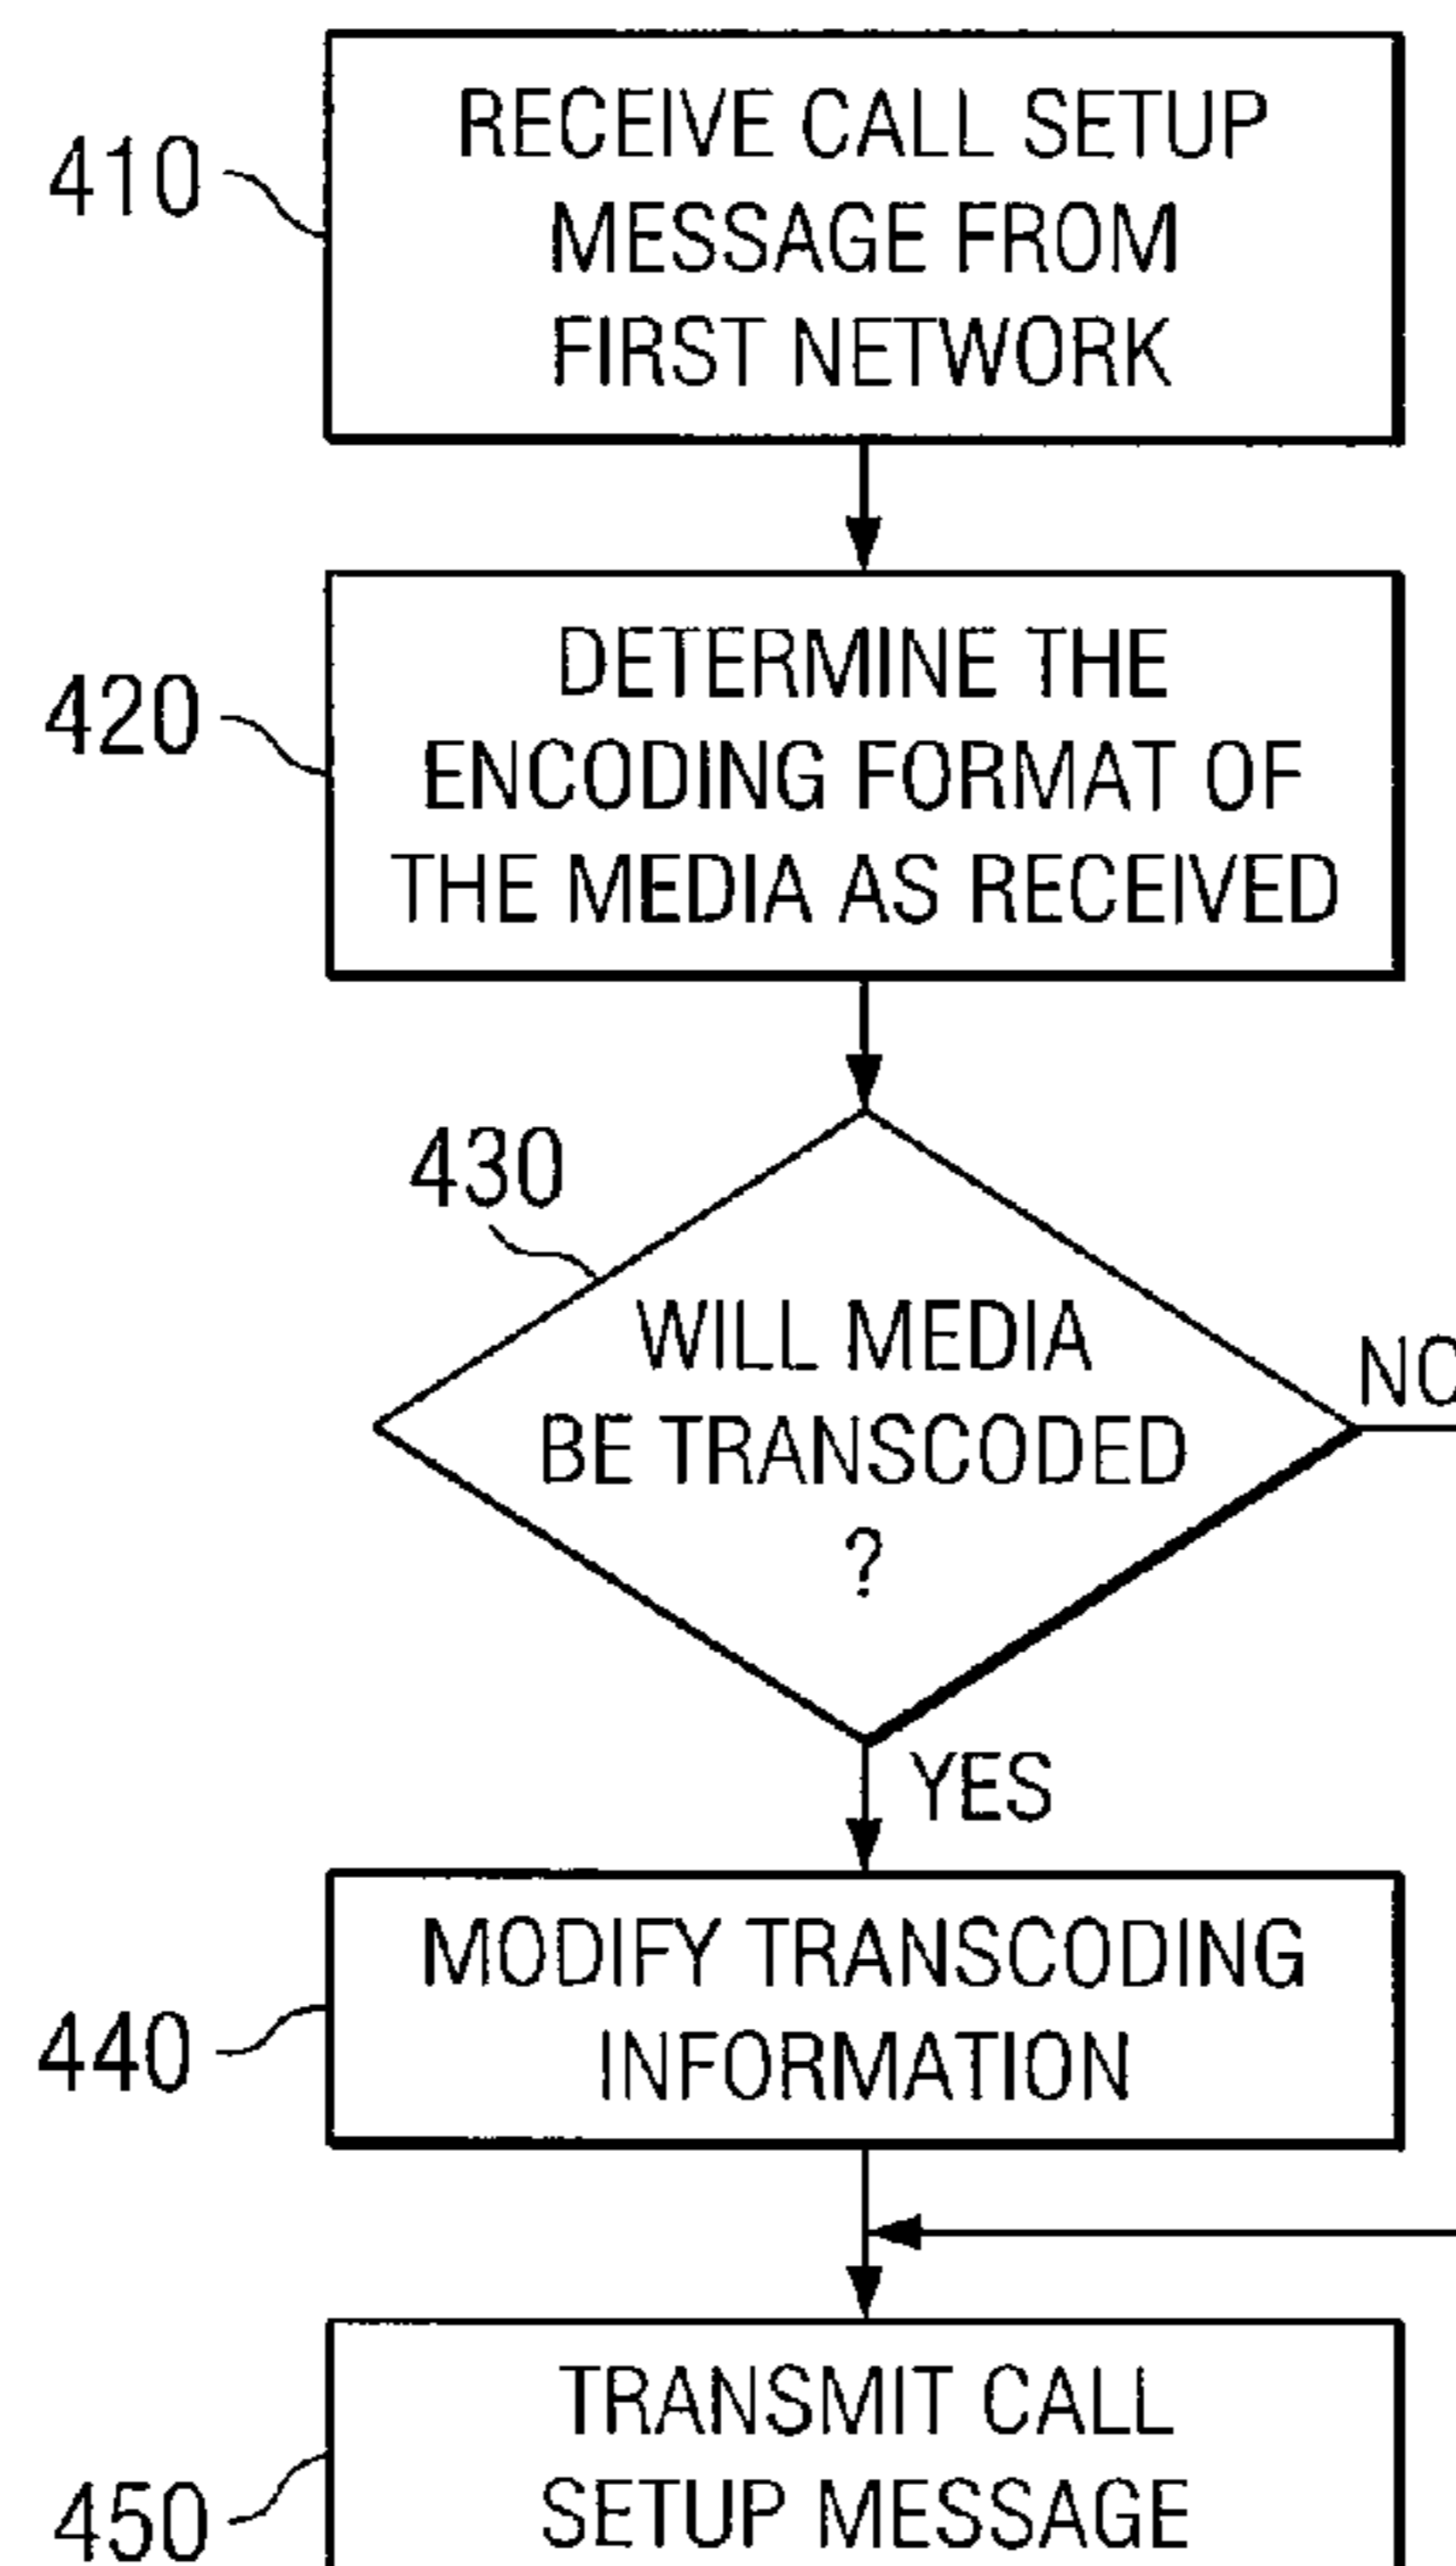 RECEIVE CALL SETUP
MESSAGE FROM
FIRST NETWORK
410
DETERMINE THE
ENCODING FORMAT OF
THE MEDIA AS RECEIVED
420
430
WILL MEDIA
BE TRANSCODED
?
NO
YES
MODIFY TRANSCODING
INFORMATION
440
TRANSMIT CALL
SETUP MESSAGE
450